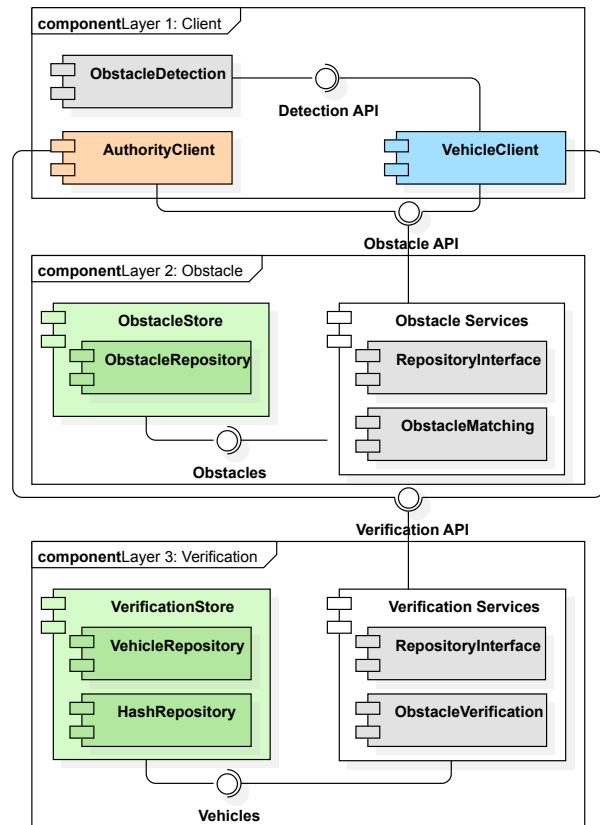 componentLayer 1: Client
ObstacleDetection
Detection API
AuthorityClient
VehicleClient
Obstacle API
componentLayer 2: Obstacle
ObstacleStore
Obstacle Services
ObstacleRepository
RepositoryInterface
ObstacleMatching
Obstacles
Verification API
componentLayer 3: Verification
VerificationStore
Verification Services
VehicleRepository
RepositoryInterface
HashRepository
ObstacleVerification
Vehicles